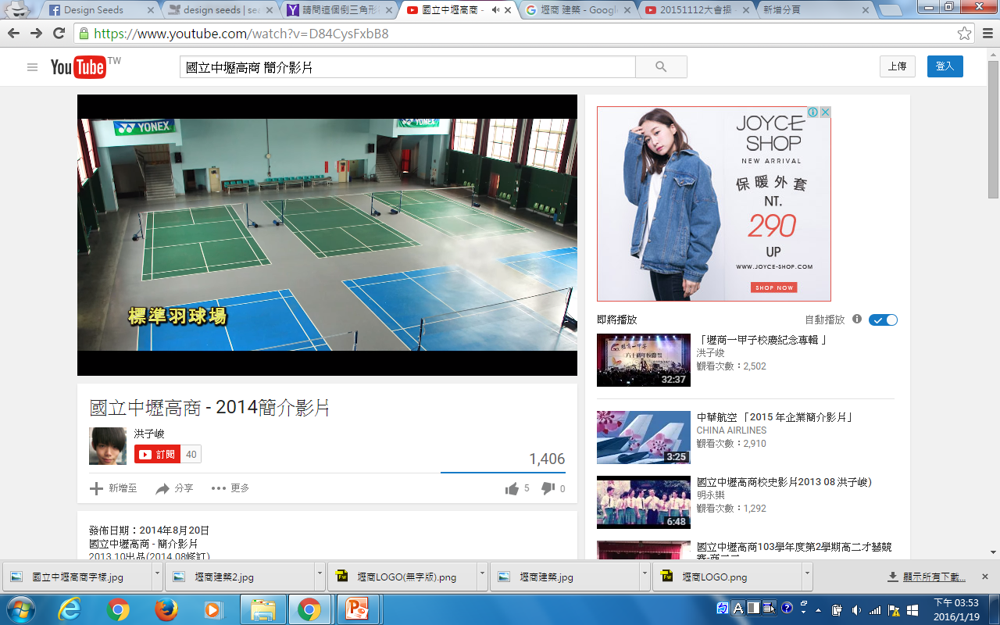 Design Seeds
design seeds | sea
請問這個倒三角形
國立中壢高商 -
壢商 建築 - Google
20151112大會操 -
新增分頁
https://www.youtube.com/watch?v=D84CysFxbB8
YouTube TW
國立中壢高商 簡介影片
上傳
登入
YONEX
YONEX
標準羽球場
JOYCE
SHOP
NEW ARRIVAL
保暖外套
NT.
290
UP
WWW.JOYCE-SHOP.COM
SHOP NOW
國立中壢高商 - 2014簡介影片
洪子峻
訂閱 40
1,406
新增至 分享 更多
5 0
發佈日期：2014年8月20日
國立中壢高商 - 簡介影片
2013.10出品(2014.08修訂)
即將播放
自動播放
「壢商一甲子校慶紀念專輯 」
洪子峻
觀看次數：2,502
32:37
中華航空 「2015 年企業簡介影片」
CHINA AIRLINES
觀看次數：2,910
3:25
國立中壢高商校史影片2013 08 洪子峻)
明永樂
觀看次數：1,292
6:48
國立中壢高商103學年度第2學期高二才藝競
國立中壢高商字樣.jpg
壢商建築2.jpg
壢商LOGO(無字版).png
壢商建築.jpg
壢商LOGO.png
顯示所有下載...
下午 03:53
2016/1/19